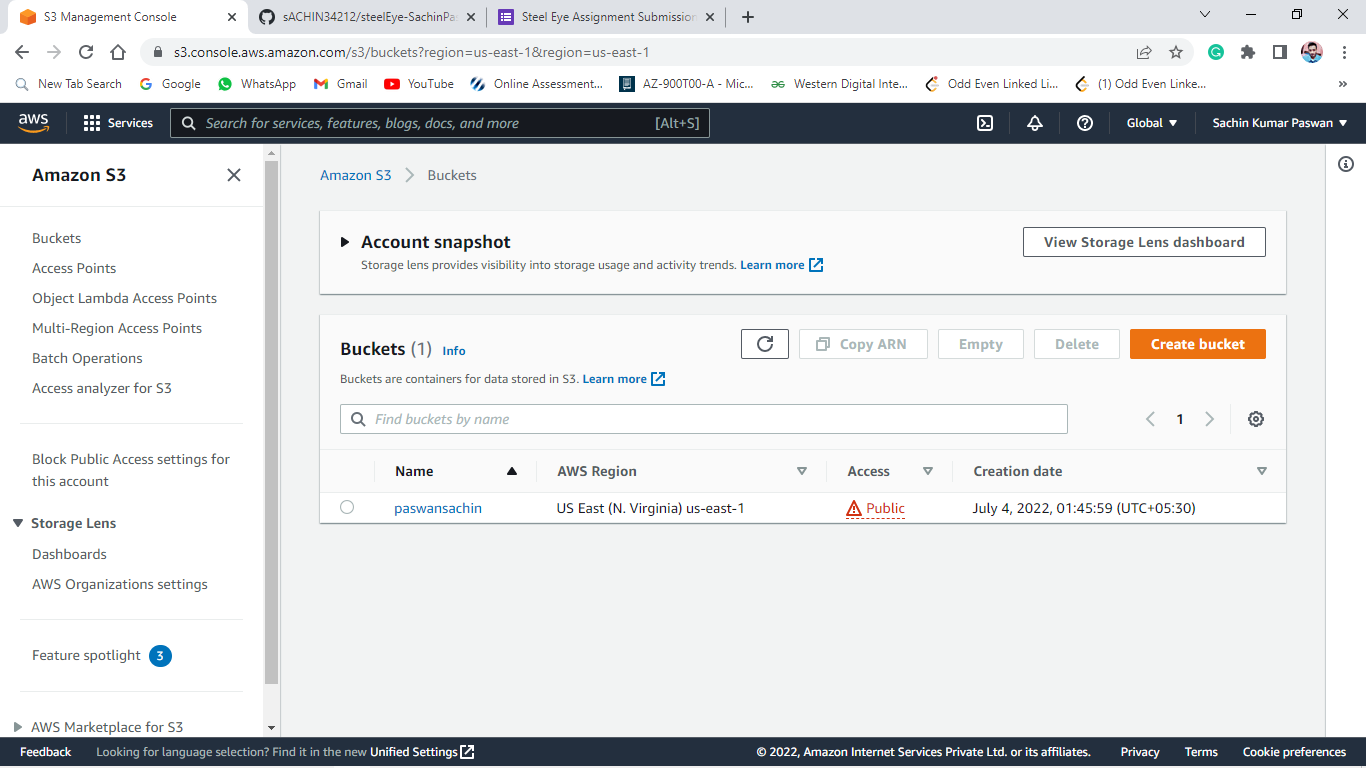 S3 Management Console
sACHIN34212/steelEye-SachinPas
Steel Eye Assignment Submission
s3.console.aws.amazon.com/s3/buckets?region=us-east-1&region=us-east-1
New Tab Search Google WhatsApp Gmail YouTube Online Assessment... AZ-900T00-A - Mic... Western Digital Inte... Odd Even Linked Li... (1) Odd Even Linke... »
aws Services Search for services, features, blogs, docs, and more [Alt+S] Global Sachin Kumar Paswan
Amazon S3
Buckets
Access Points
Object Lambda Access Points
Multi-Region Access Points
Batch Operations
Access analyzer for S3
Block Public Access settings for
this account
Storage Lens
Dashboards
AWS Organizations settings
Feature spotlight 3
AWS Marketplace for S3
Amazon S3 > Buckets
Account snapshot
Storage lens provides visibility into storage usage and activity trends. Learn more
View Storage Lens dashboard
Buckets (1) Info
Copy ARN Empty Delete Create bucket
Buckets are containers for data stored in S3. Learn more
Find buckets by name
1
Name AWS Region Access Creation date
paswansachin US East (N. Virginia) us-east-1 Public July 4, 2022, 01:45:59 (UTC+05:30)
Feedback Looking for language selection? Find it in the new Unified Settings © 2022, Amazon Internet Services Private Ltd. or its affiliates. Privacy Terms Cookie preferences